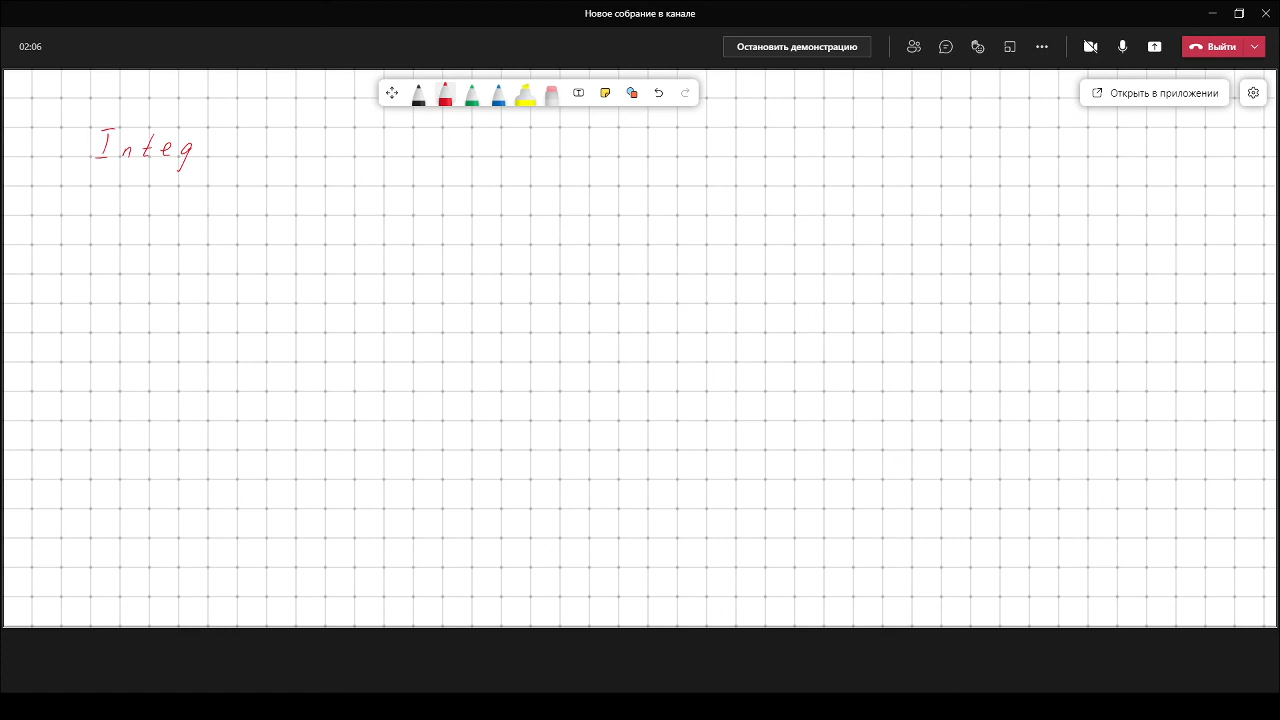 Новое собрание в канале
02:06
Остановить демонстрацию
Выйти
Открыть в приложении
Integ